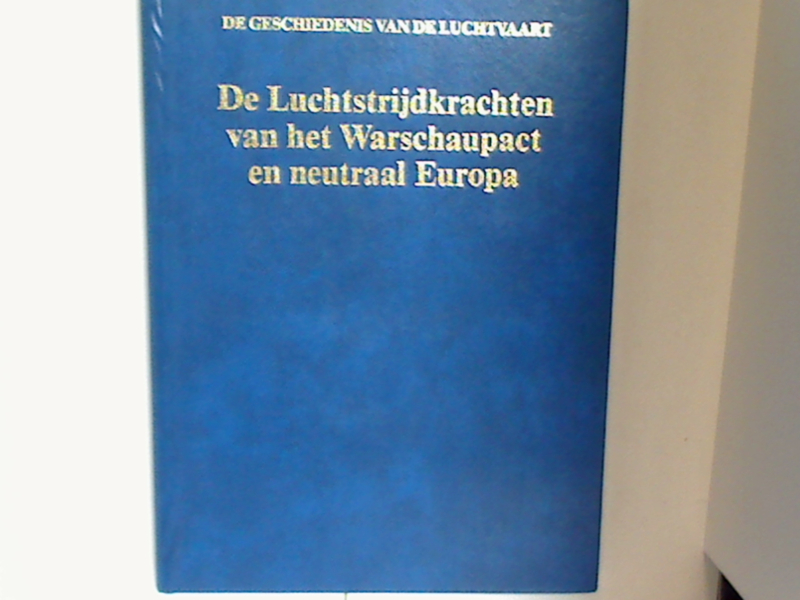 DE GESCHIEDENIS VAN DE LUCHTVAART
De Luchtstrijdkrachten
van het Warschaupact
en neutraal Europa